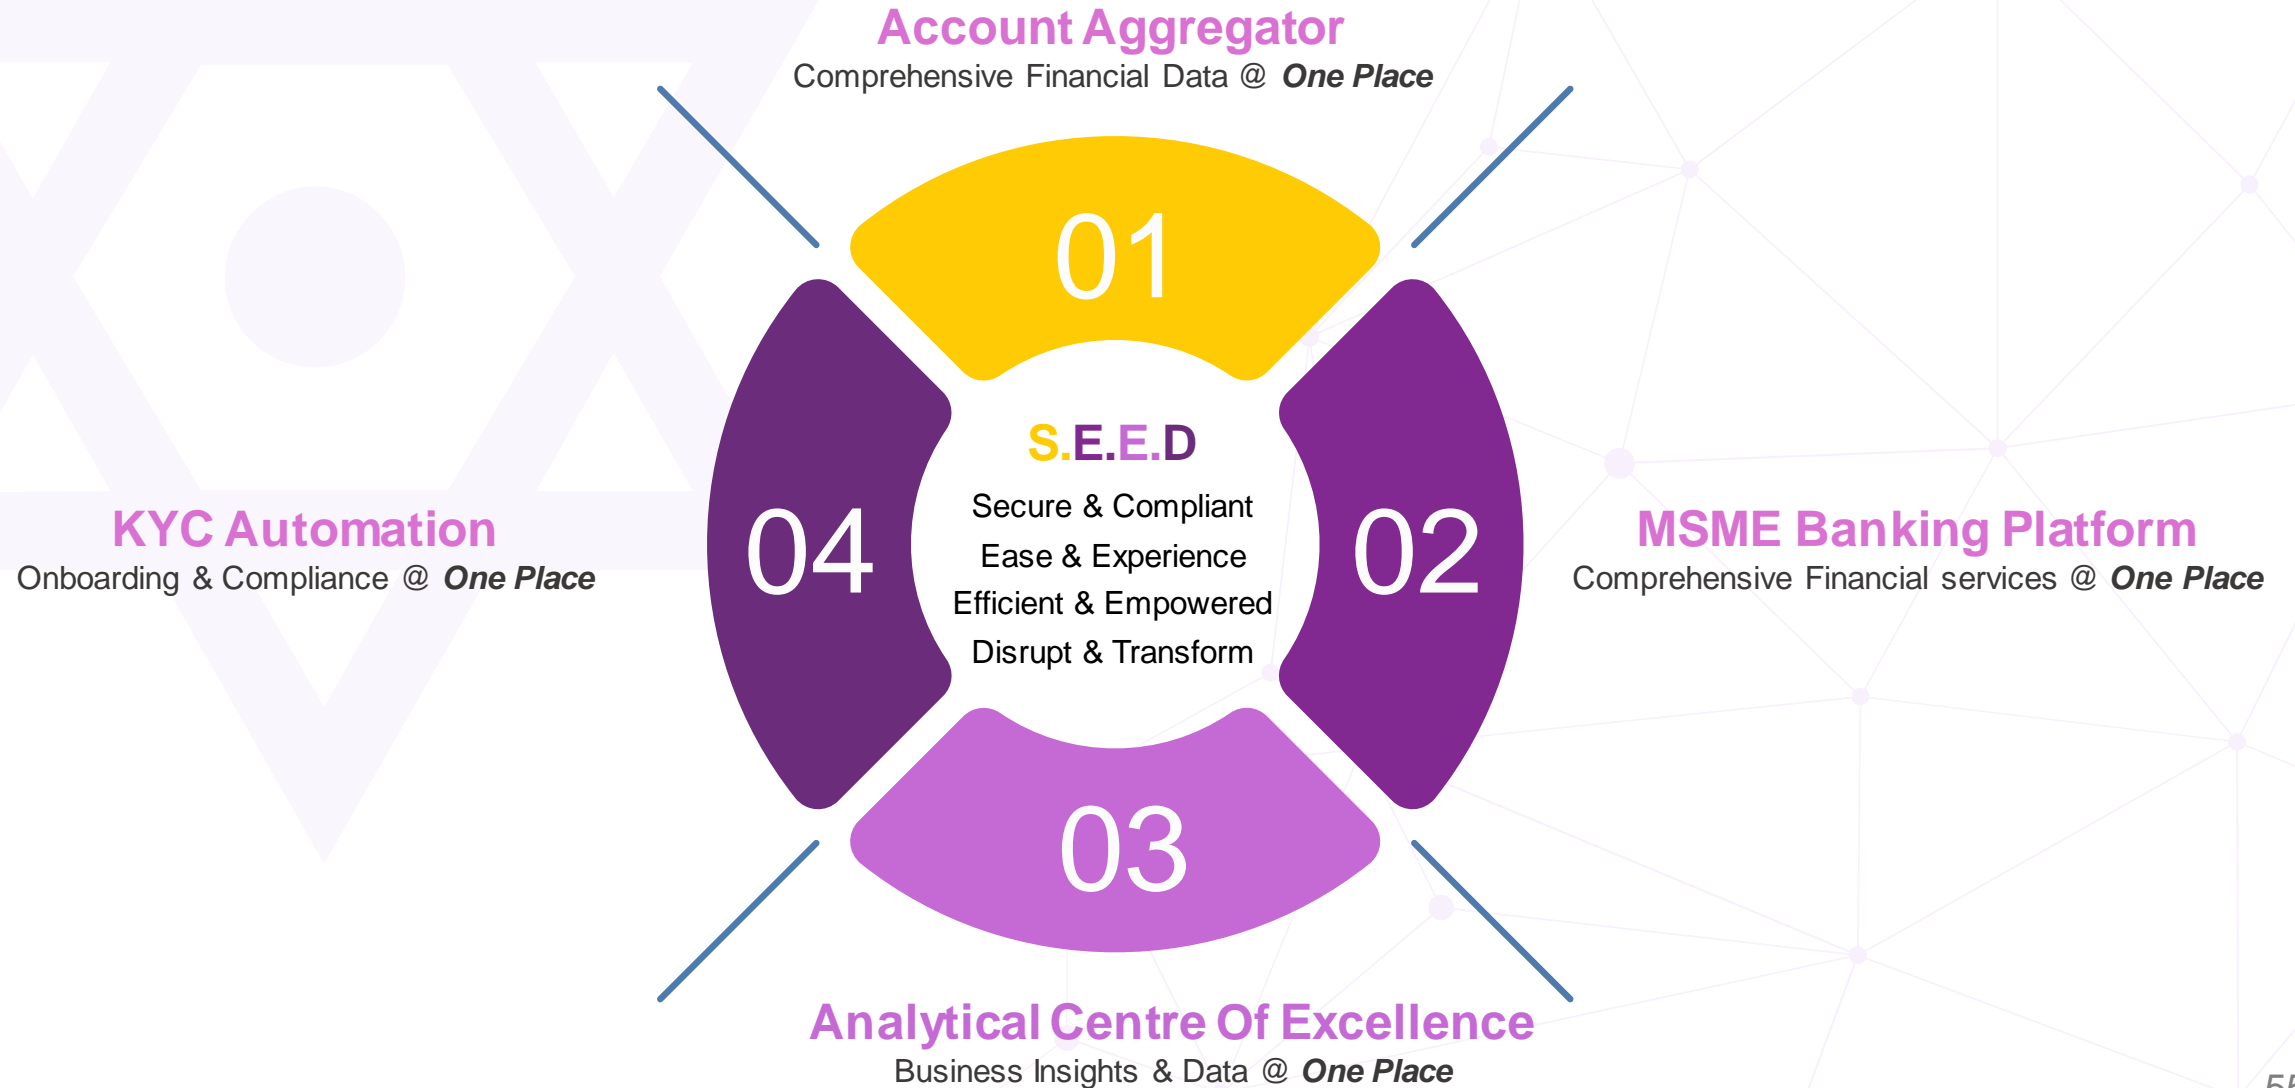 Account Aggregator
Comprehensive Financial Data @ One Place
01
S.E.E.D
Secure & Compliant
Ease & Experience
Efficient & Empowered
Disrupt & Transform
04
02
KYC Automation
Onboarding & Compliance @ One Place
MSME Banking Platform
Comprehensive Financial services @ One Place
03
Analytical Centre Of Excellence
Business Insights & Data @ One Place